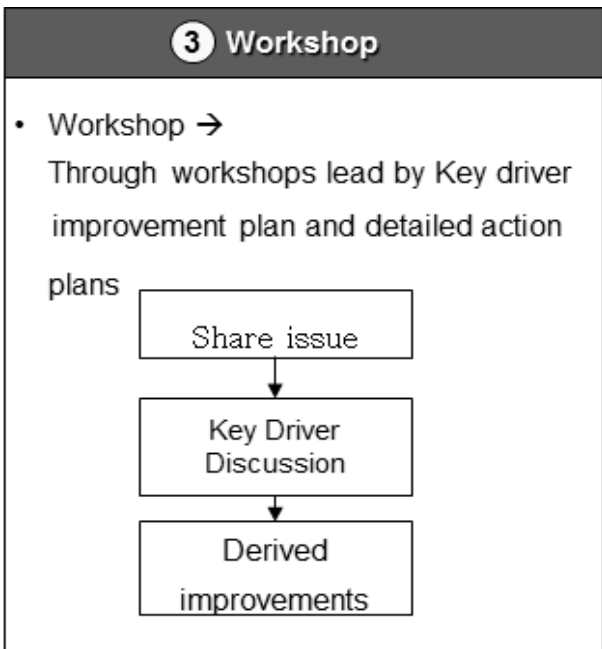 3 Workshop
• Workshop →
Through workshops lead by Key driver
improvement plan and detailed action
plans
Share issue
Key Driver
Discussion
Derived
improvements